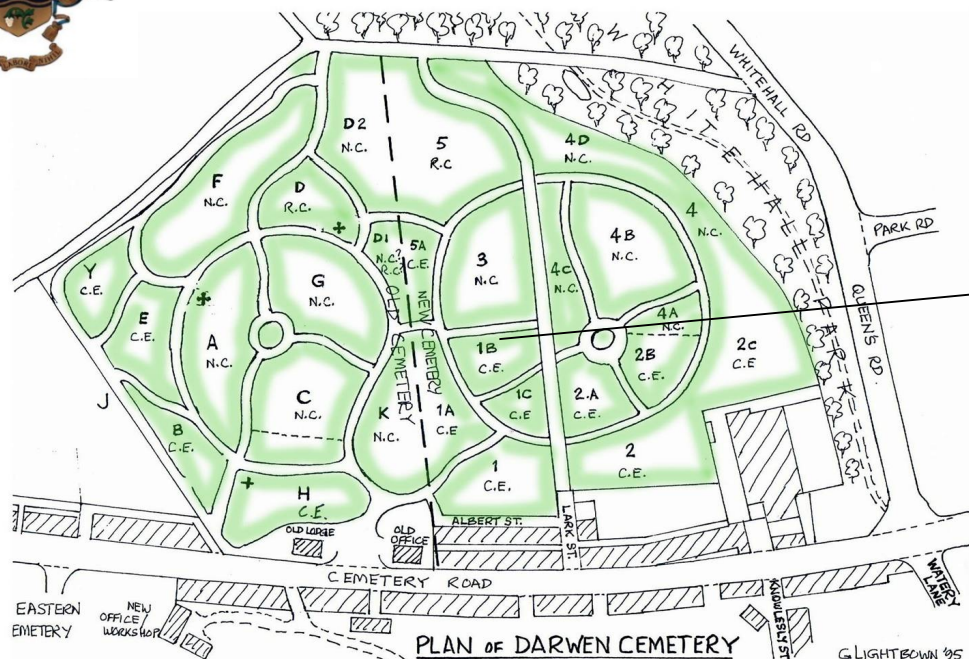 LABORE
NIHIL
WHITEHALL RD
WHITEHALL PARK
PARK RD
QUEENS RD.
D2
N.C.
5
R.C
4D
N.C.
F
N.C.
D
R.C.
4
N.C.
D1
N.C.
R.C?
5A
C.E.
3
N.C
4B
N.C.
4C
N.C.
Y
C.E.
G
N.C.
E
C.E.
A
N.C.
OLD CEMETERY
NEW CEMETERY
4A
N.C.
1B
C.E.
2B
C.E.
2C
C.E
C
N.C.
K
N.C.
1A
C.E
1C
C.E
2.A
C.E.
J
B
C.E.
1
C.E.
2
C.E.
H
C.E.
OLD LODGE
OLD
OFFICE
ALBERT ST.
LARK ST.
CEMETERY ROAD
WATERY
LANE
KNOWLESLY ST
EASTERN
EMETERY
NEW
OFFICE
WORKSHOP
PLAN OF DARWEN CEMETERY
G LIGHTBOWN '95